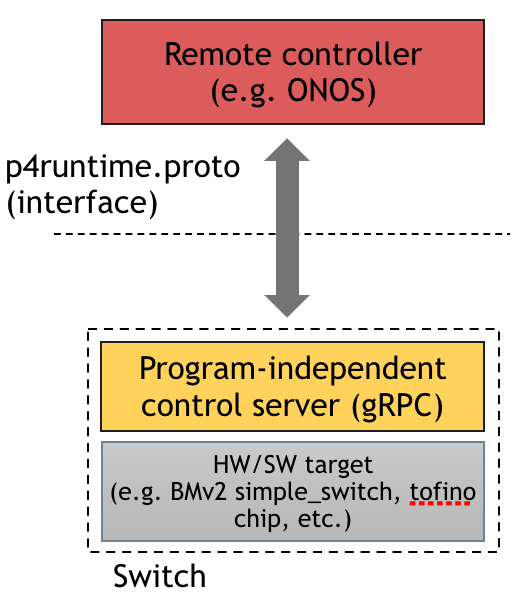 Remote controller
(e.g. ONOS)
p4runtime.proto
(interface)
Program-independent
control server (gRPC)
HW/SW target
(e.g. BMv2 simple_switch, tofino
chip, etc.)
Switch